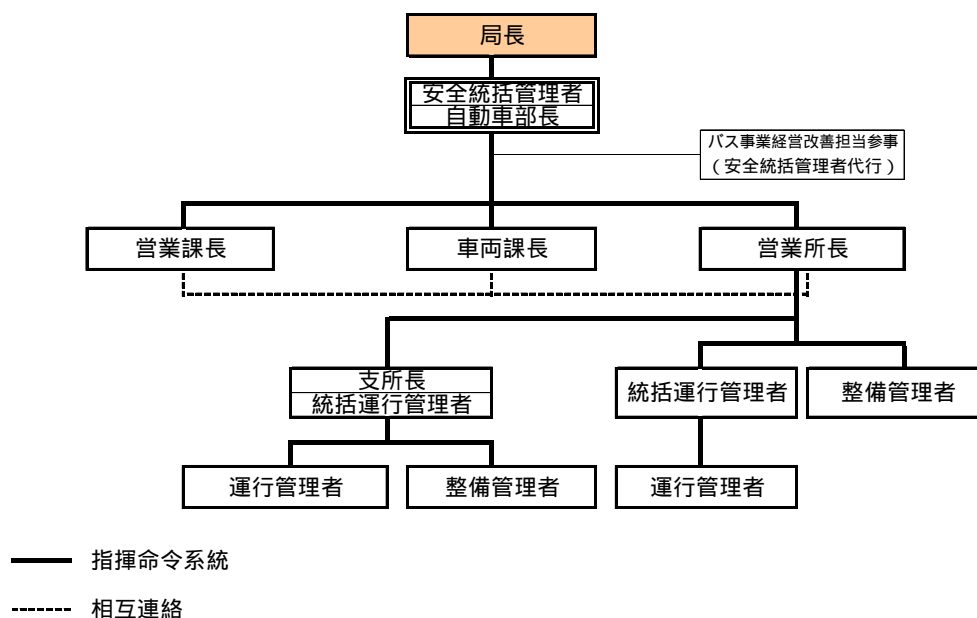 局長
安全統括管理者
自動車部長
バス事業経営改善担当参事
（安全統括管理者代行）
営業課長
車両課長
営業所長
支所長
統括運行管理者
統括運行管理者
整備管理者
運行管理者
整備管理者
運行管理者
指揮命令系統
相互連絡